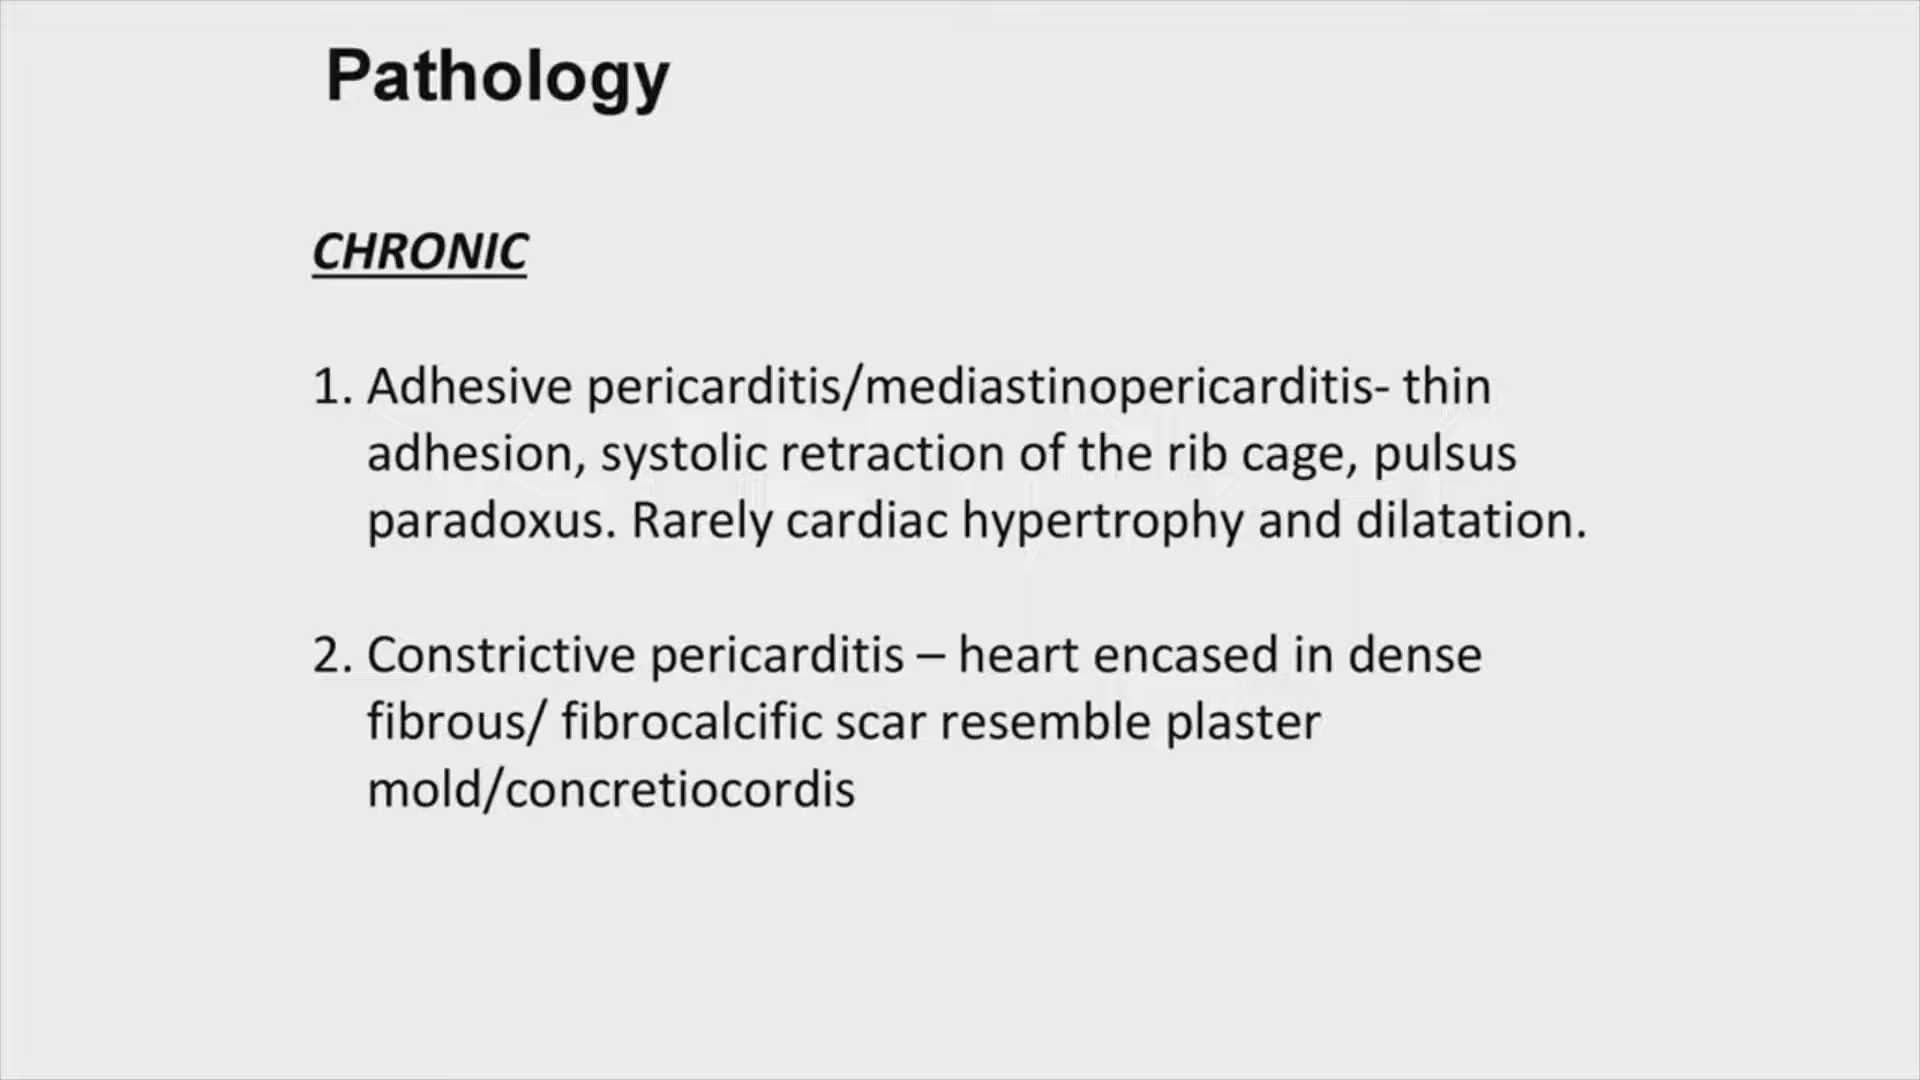 Pathology
CHRONIC
1. Adhesive pericarditis/mediastinopericarditis- thin
adhesion, systolic retraction of the rib cage, pulsus
paradoxus. Rarely cardiac hypertrophy and dilatation.
2. Constrictive pericarditis – heart encased in dense
fibrous/ fibrocalcific scar resemble plaster
mold/concretiocordis